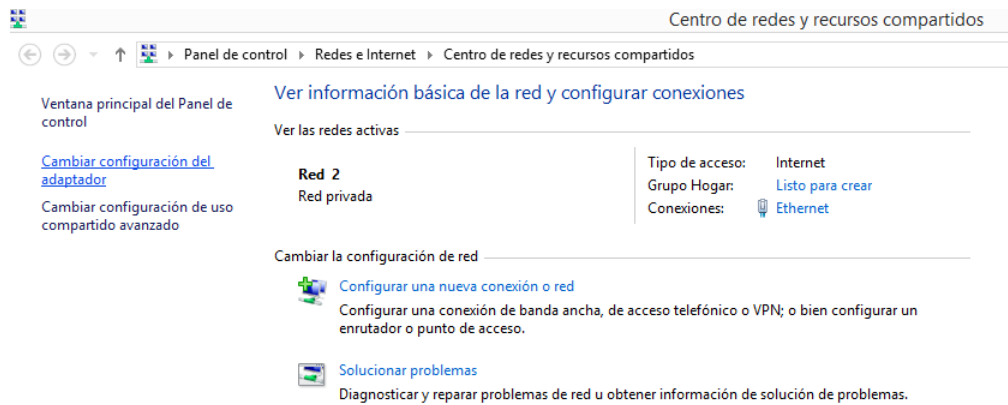 Centro de redes y recursos compartidos
Panel de control Redes e Internet Centro de redes y recursos compartidos
Ventana principal del Panel de
control
Cambiar configuración del
adaptador
Cambiar configuración de uso
compartido avanzado
Ver información básica de la red y configurar conexiones
Ver las redes activas
Red 2
Red privada
Tipo de acceso: Internet
Grupo Hogar: Listo para crear
Conexiones: Ethernet
Cambiar la configuración de red
Configurar una nueva conexión o red
Configurar una conexión de banda ancha, de acceso telefónico o VPN; o bien configurar un
enrutador o punto de acceso.
Solucionar problemas
Diagnosticar y reparar problemas de red u obtener información de solución de problemas.